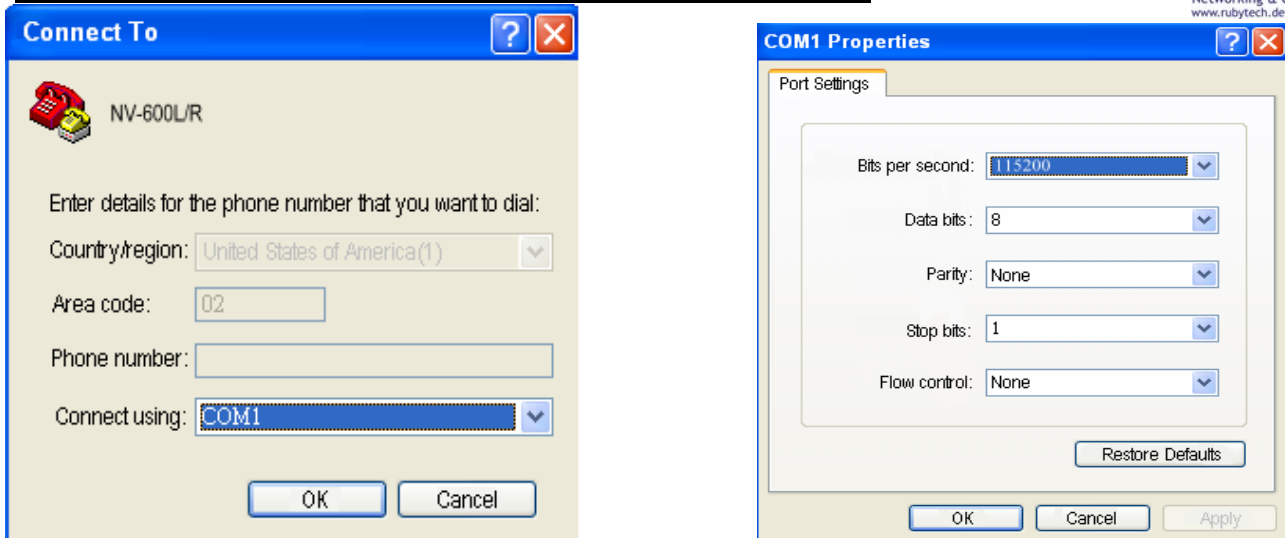 www.rubytech.de
Connect To
NV-600L/R
Enter details for the phone number that you want to dial:
Country/region: United States of America(1)
Area code: 02
Phone number:
Connect using: COM1
OK Cancel
COM1 Properties
Port Settings
Bits per second: 115200
Data bits: 8
Parity: None
Stop bits: 1
Flow control: None
Restore Defaults
OK Cancel Apply